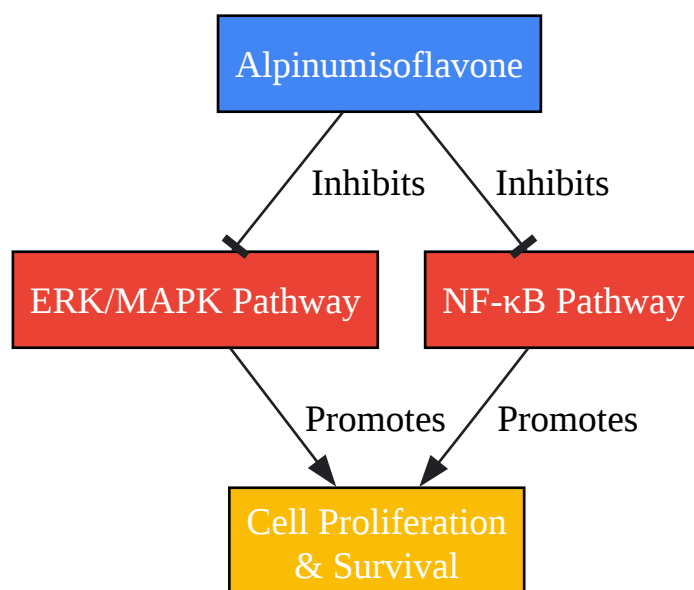 Alpinumisoflavone
Inhibits
Inhibits
ERK/MAPK Pathway
NF-κB Pathway
Promotes
Promotes
Cell Proliferation
& Survival